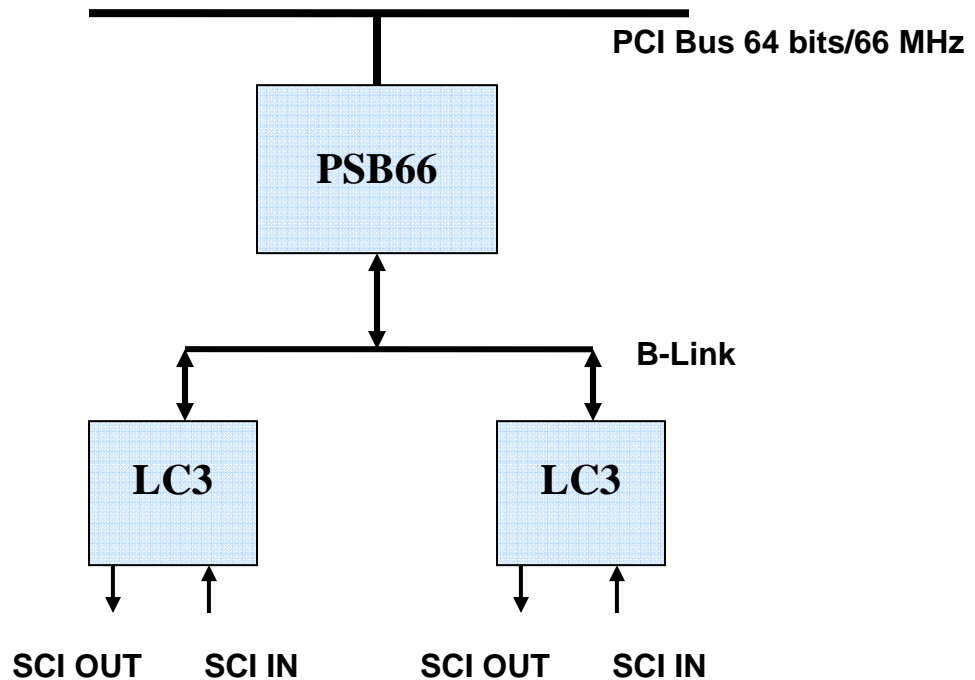 PCI Bus 64 bits/66 MHz
PSB66
B-Link
LC3
LC3
SCI OUT
SCI IN
SCI OUT
SCI IN